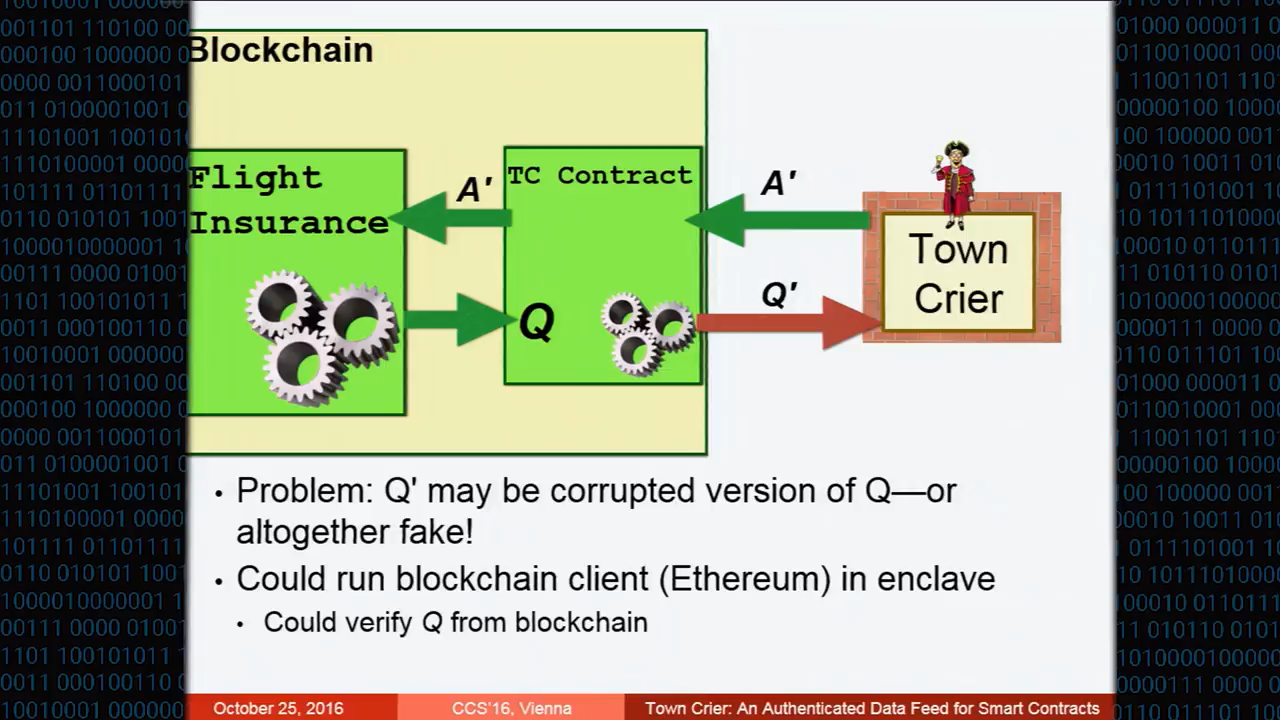 Blockchain
Flight
Insurance
A'
TC Contract
A'
Town
Crier
Q
Q'
• Problem: Q' may be corrupted version of Q—or
altogether fake!
• Could run blockchain client (Ethereum) in enclave
• Could verify Q from blockchain
October 25, 2016
CCS'16, Vienna
Town Crier: An Authenticated Data Feed for Smart Contracts